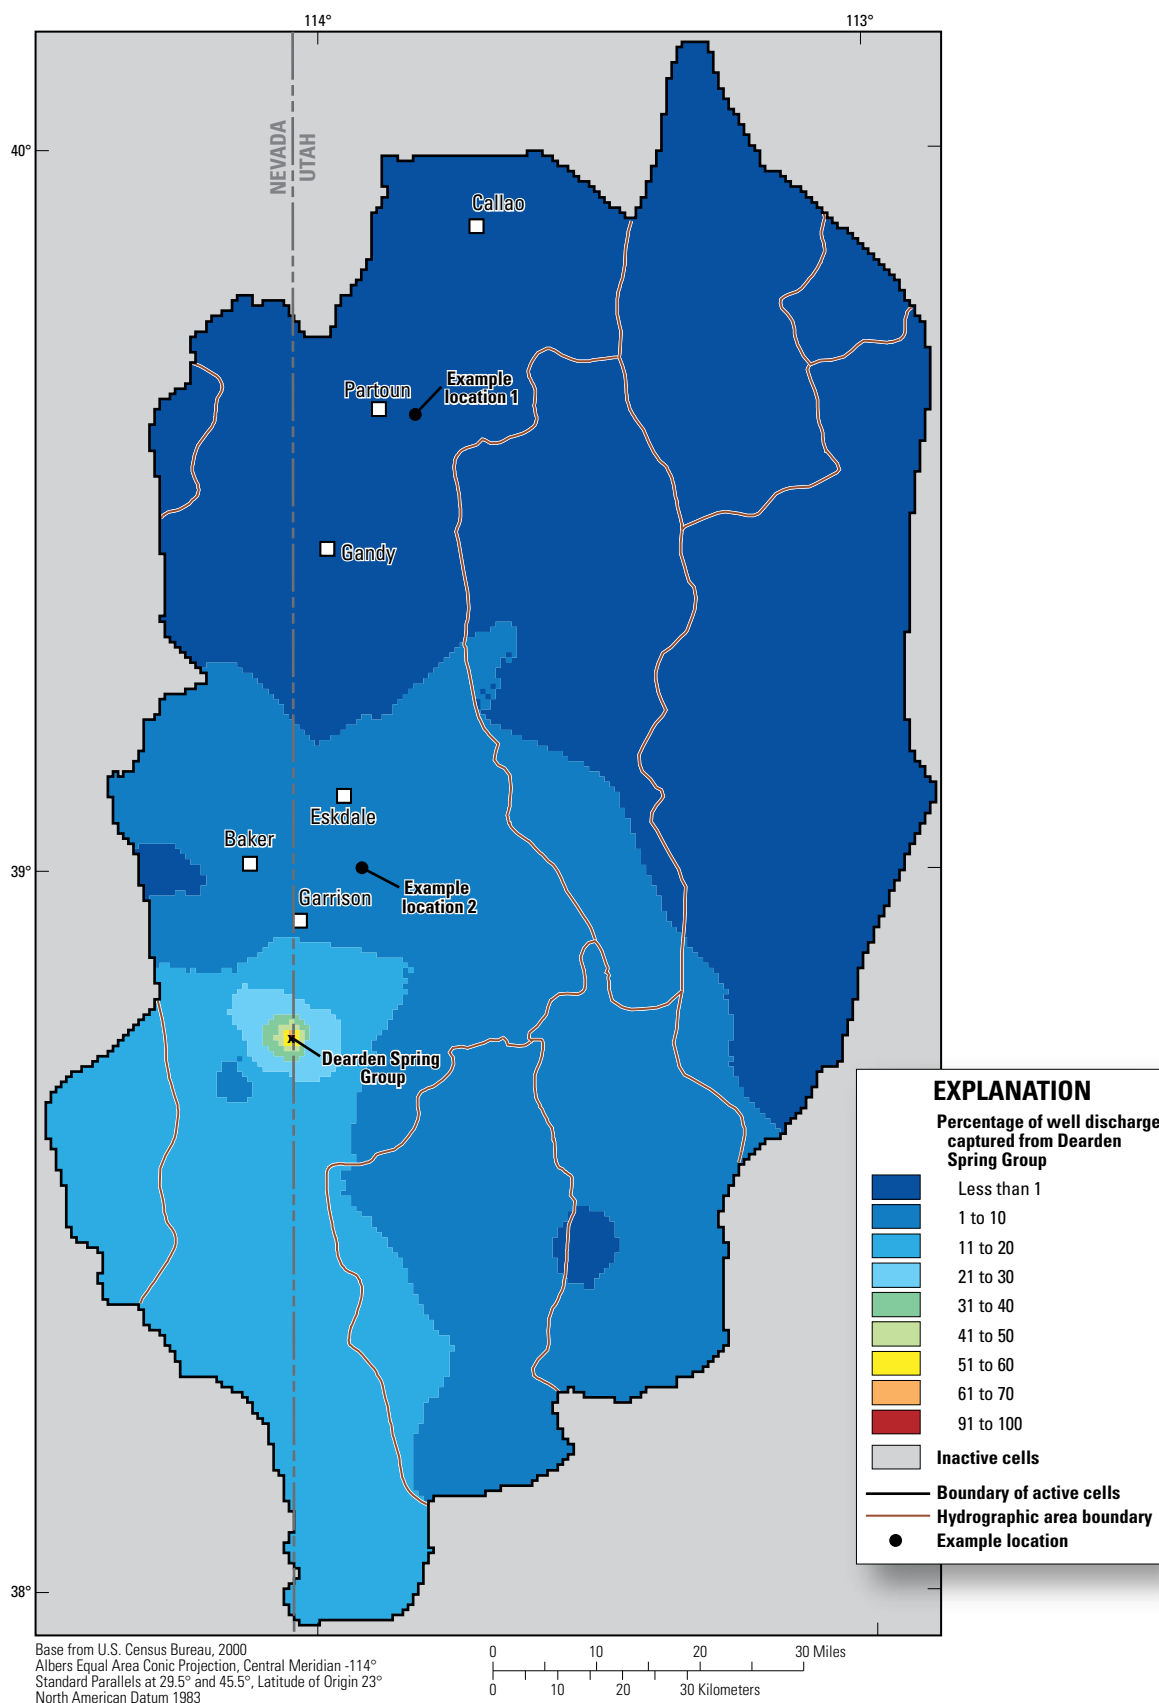 114°
113°
40°
NEVADA
UTAH
Callao
Example
location 1
Partoun
Gandy
Eskdale
Baker
39°
Example
location 2
Garrison
Dearden Spring
Group
38°
EXPLANATION
Percentage of well discharge
captured from Dearden
Spring Group
Less than 1
1 to 10
11 to 20
21 to 30
31 to 40
41 to 50
51 to 60
61 to 70
91 to 100
Inactive cells
Boundary of active cells
Hydrographic area boundary
Example location
Base from U.S. Census Bureau, 2000
Albers Equal Area Conic Projection, Central Meridian -114°
Standard Parallels at 29.5° and 45.5°, Latitude of Origin 23°
North American Datum 1983
0 10 20 30 Miles
0 10 20 30 Kilometers